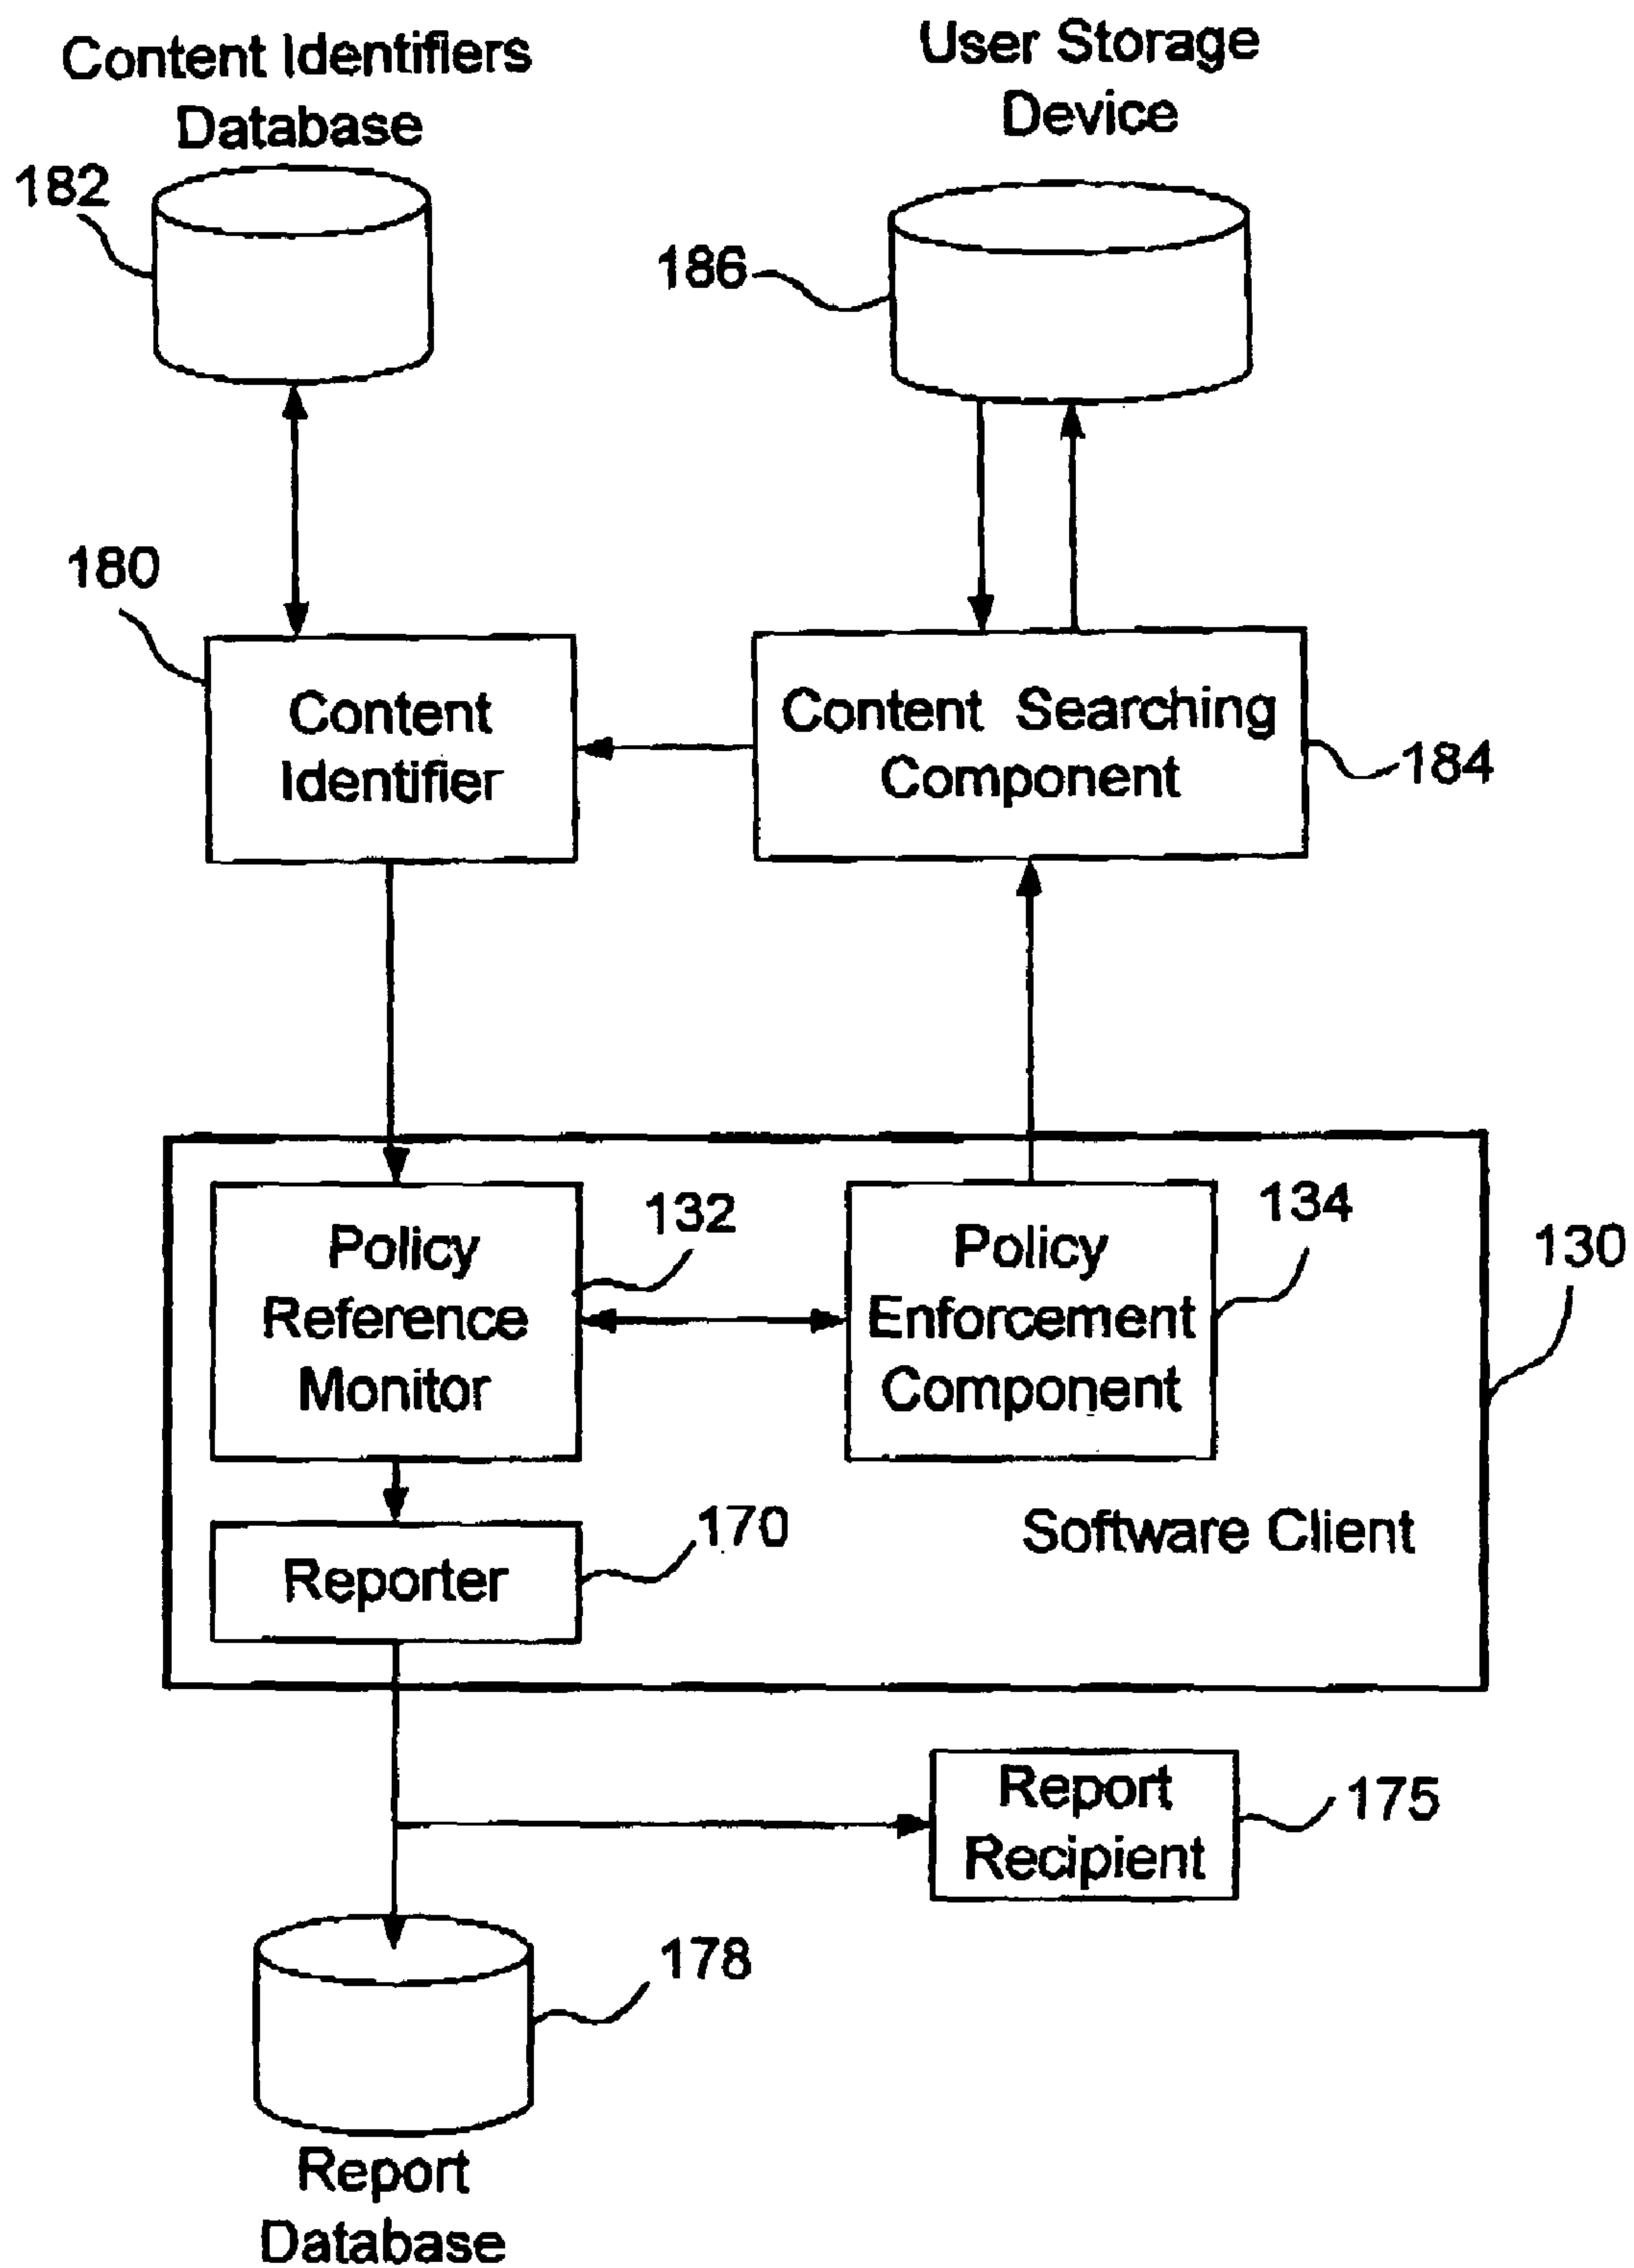 Content Identifiers
Database
User Storage
Device
182
186
180
Content
Identifier
Content Searching
Component
184
Policy
Reference
Monitor
132
Policy
Enforcement
Component
134
130
Reporter
170
Software Client
Report
Recipient
175
178
Report
Database